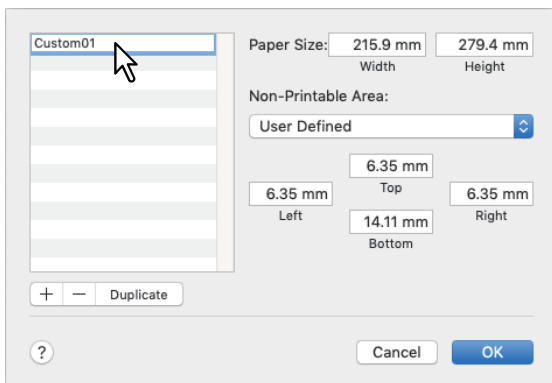 Custom01
Paper Size: 215.9 mm 279.4 mm
Width Height
Non-Printable Area:
User Defined
6.35 mm
Top
6.35 mm 6.35 mm
Left Right
14.11 mm
Bottom
+ − Duplicate
? Cancel OK